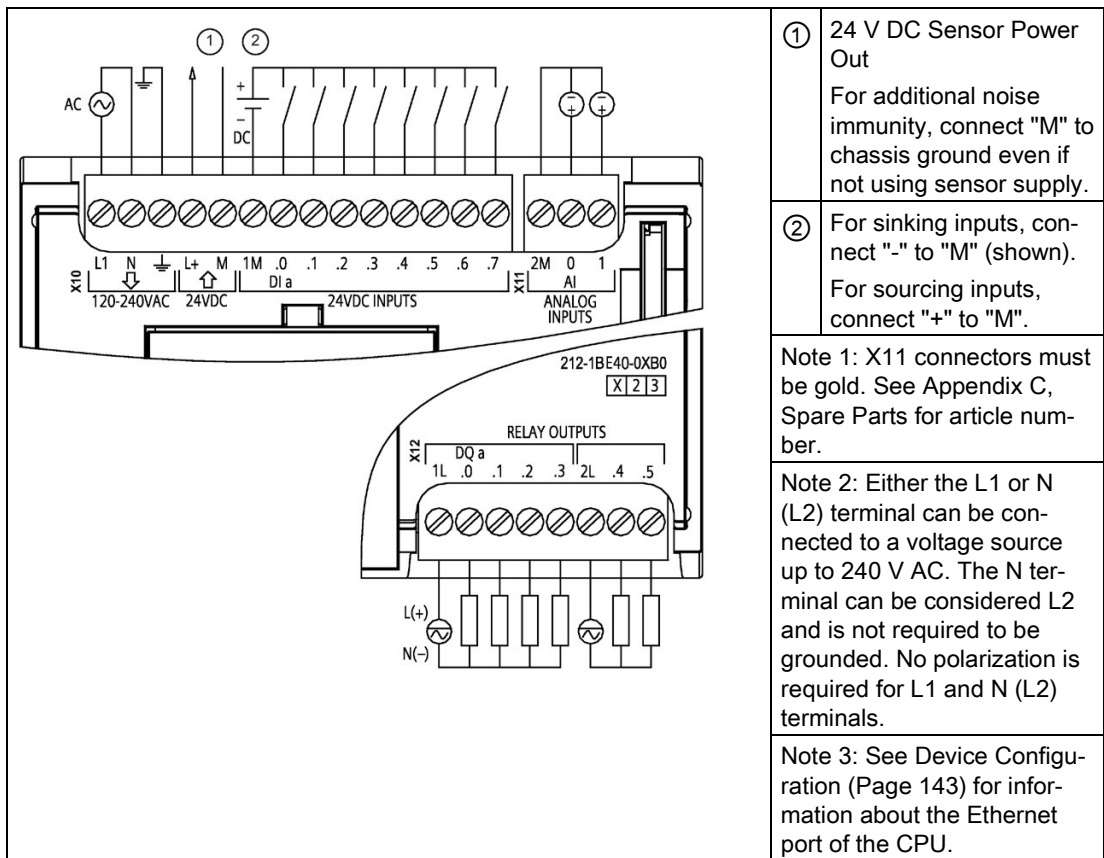 ① ②
AC
+
−
DC
L1 N L+ M 1M .0 .1 .2 .3 .4 .5 .6 .7 2M 0 1
X10
DI a
X11
AI
120-240VAC 24VDC 24VDC INPUTS
ANALOG
INPUTS
212-1BE40-0XB0
X 2 3
RELAY OUTPUTS
X12
DQ a
1L .0 .1 .2 .3 2L .4 .5
L(+)
N(−)
① 24 V DC Sensor Power
Out
For additional noise
immunity, connect "M" to
chassis ground even if
not using sensor supply.
② For sinking inputs, con-
nect "-" to "M" (shown).
For sourcing inputs,
connect "+" to "M".
Note 1: X11 connectors must
be gold. See Appendix C,
Spare Parts for article num-
ber.
Note 2: Either the L1 or N
(L2) terminal can be con-
nected to a voltage source
up to 240 V AC. The N ter-
minal can be considered L2
and is not required to be
grounded. No polarization is
required for L1 and N (L2)
terminals.
Note 3: See Device Configu-
ration (Page 143) for infor-
mation about the Ethernet
port of the CPU.